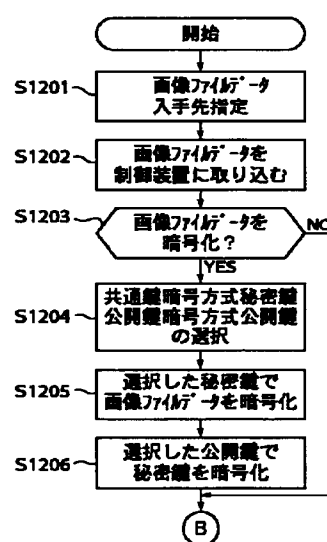 開始
S1201
画像ファイルデータ
入手先指定
S1202
画像ファイルデータを
制御装置に取り込む
S1203
画像ファイルデータを
暗号化？
NO
YES
S1204
共通鍵暗号方式秘密鍵
公開鍵暗号方式公開鍵
の選択
S1205
選択した秘密鍵で
画像ファイルデータを暗号化
S1206
選択した公開鍵で
秘密鍵を暗号化
B